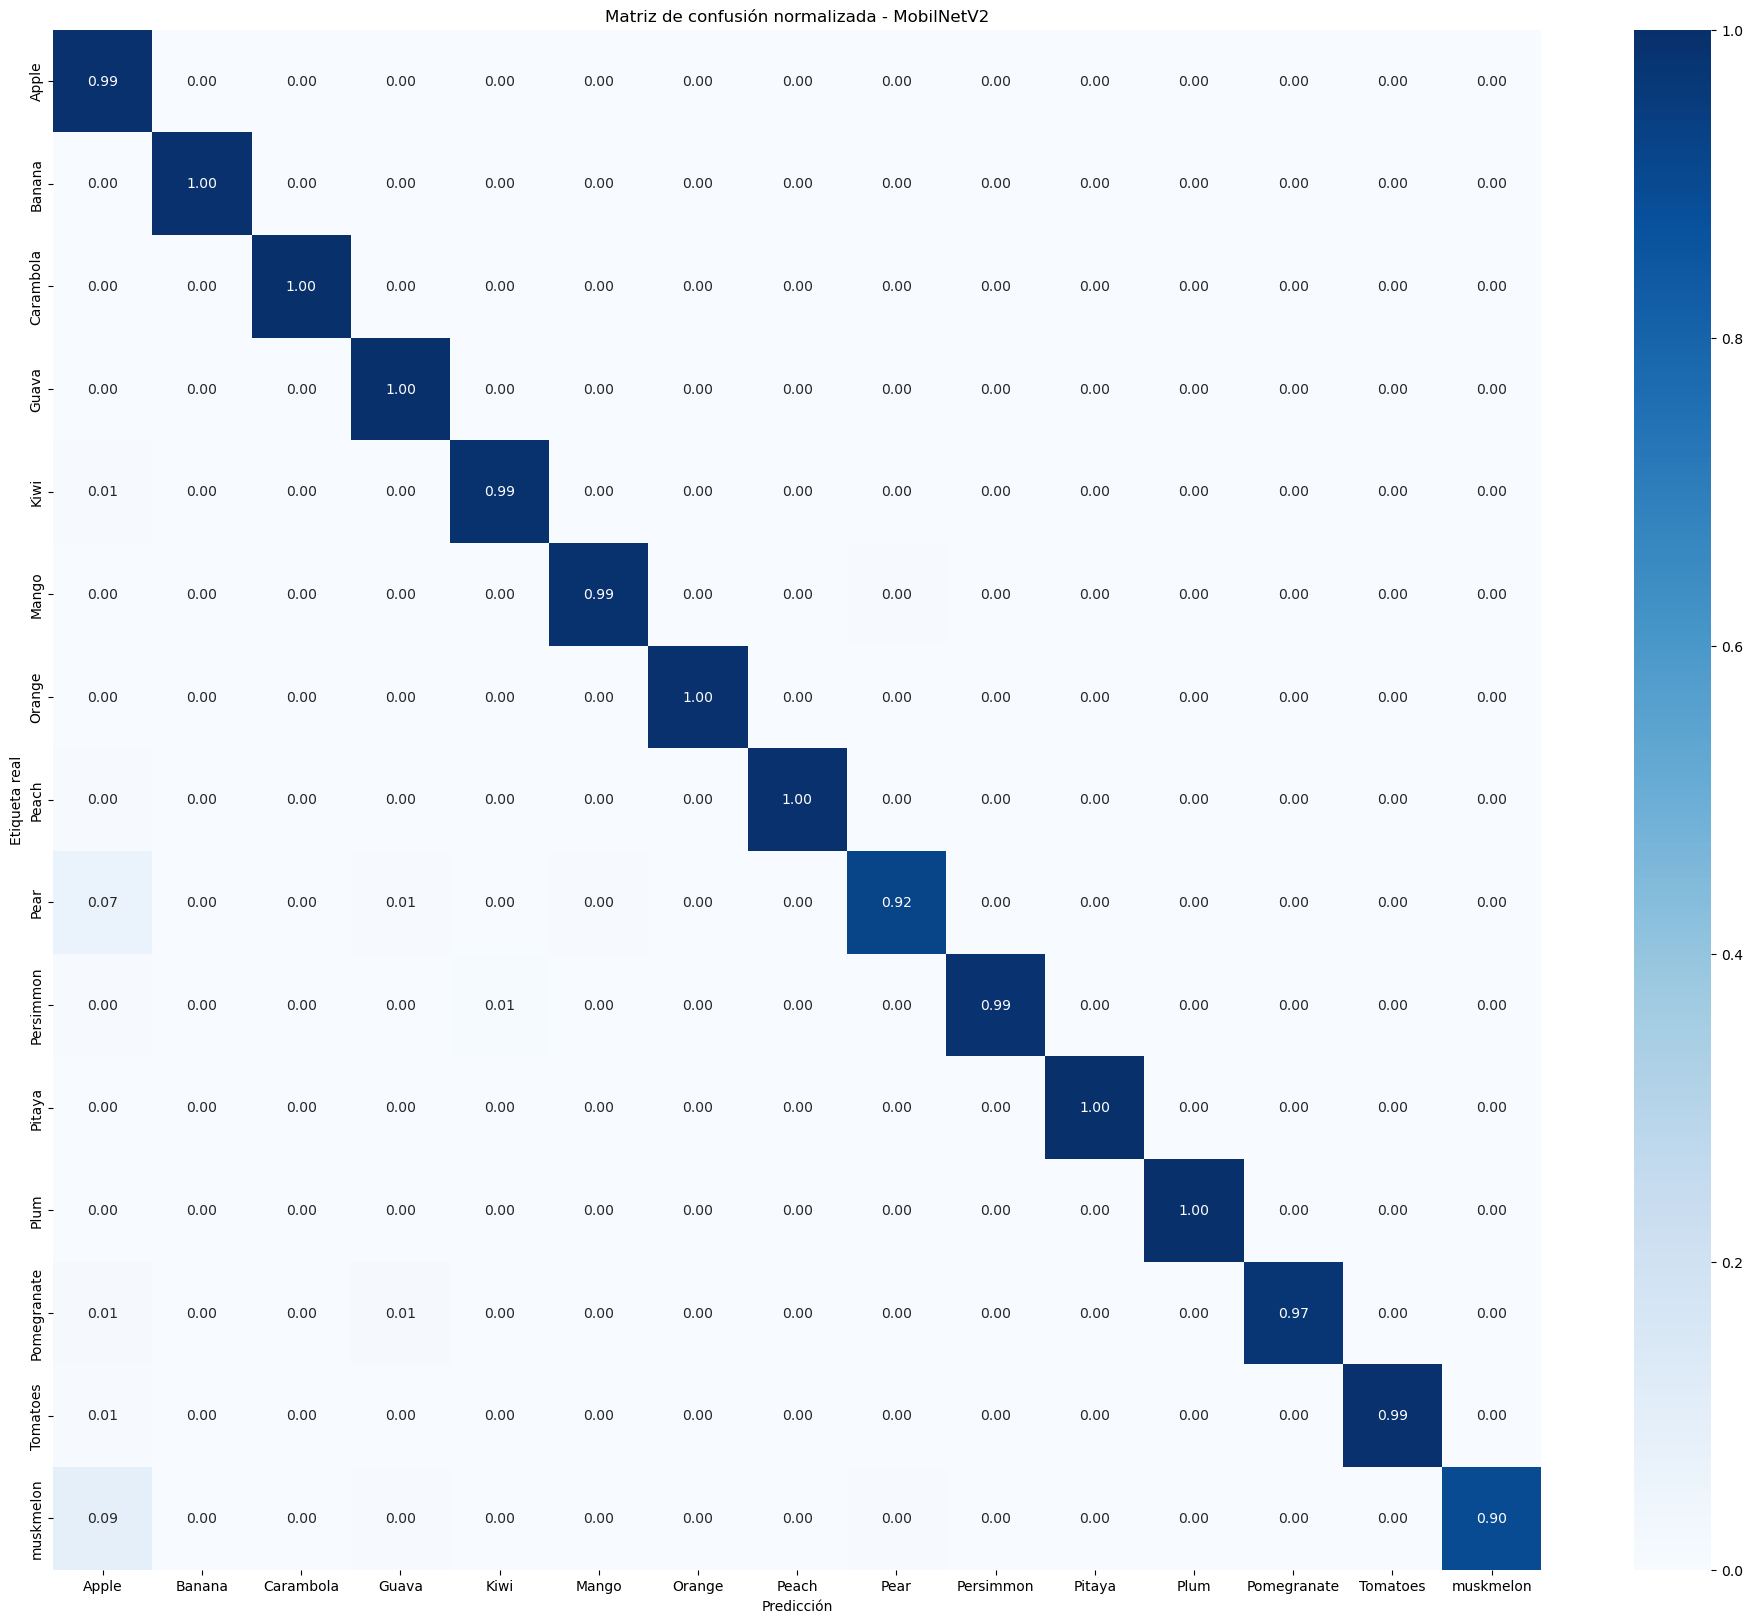 Matriz de confusión normalizada - MobilNetV2
Apple 0.99 0.00 0.00 0.00 0.00 0.00 0.00 0.00 0.00 0.00 0.00 0.00 0.00 0.00 0.00
Banana 0.00 1.00 0.00 0.00 0.00 0.00 0.00 0.00 0.00 0.00 0.00 0.00 0.00 0.00 0.00
Carambola 0.00 0.00 1.00 0.00 0.00 0.00 0.00 0.00 0.00 0.00 0.00 0.00 0.00 0.00 0.00
Guava 0.00 0.00 0.00 1.00 0.00 0.00 0.00 0.00 0.00 0.00 0.00 0.00 0.00 0.00 0.00
Kiwi 0.01 0.00 0.00 0.00 0.99 0.00 0.00 0.00 0.00 0.00 0.00 0.00 0.00 0.00 0.00
Mango 0.00 0.00 0.00 0.00 0.00 0.99 0.00 0.00 0.00 0.00 0.00 0.00 0.00 0.00 0.00
Orange 0.00 0.00 0.00 0.00 0.00 0.00 1.00 0.00 0.00 0.00 0.00 0.00 0.00 0.00 0.00
Peach 0.00 0.00 0.00 0.00 0.00 0.00 0.00 1.00 0.00 0.00 0.00 0.00 0.00 0.00 0.00
Pear 0.07 0.00 0.00 0.01 0.00 0.00 0.00 0.00 0.92 0.00 0.00 0.00 0.00 0.00 0.00
Persimmon 0.00 0.00 0.00 0.00 0.01 0.00 0.00 0.00 0.00 0.99 0.00 0.00 0.00 0.00 0.00
Pitaya 0.00 0.00 0.00 0.00 0.00 0.00 0.00 0.00 0.00 0.00 1.00 0.00 0.00 0.00 0.00
Plum 0.00 0.00 0.00 0.00 0.00 0.00 0.00 0.00 0.00 0.00 0.00 1.00 0.00 0.00 0.00
Pomegranate 0.01 0.00 0.00 0.01 0.00 0.00 0.00 0.00 0.00 0.00 0.00 0.00 0.97 0.00 0.00
Tomatoes 0.01 0.00 0.00 0.00 0.00 0.00 0.00 0.00 0.00 0.00 0.00 0.00 0.00 0.99 0.00
muskmelon 0.09 0.00 0.00 0.00 0.00 0.00 0.00 0.00 0.00 0.00 0.00 0.00 0.00 0.00 0.90
Apple Banana Carambola Guava Kiwi Mango Orange Peach Pear Persimmon Pitaya Plum Pomegranate Tomatoes muskmelon
Predicción
Etiqueta real
1.0
0.8
0.6
0.4
0.2
0.0